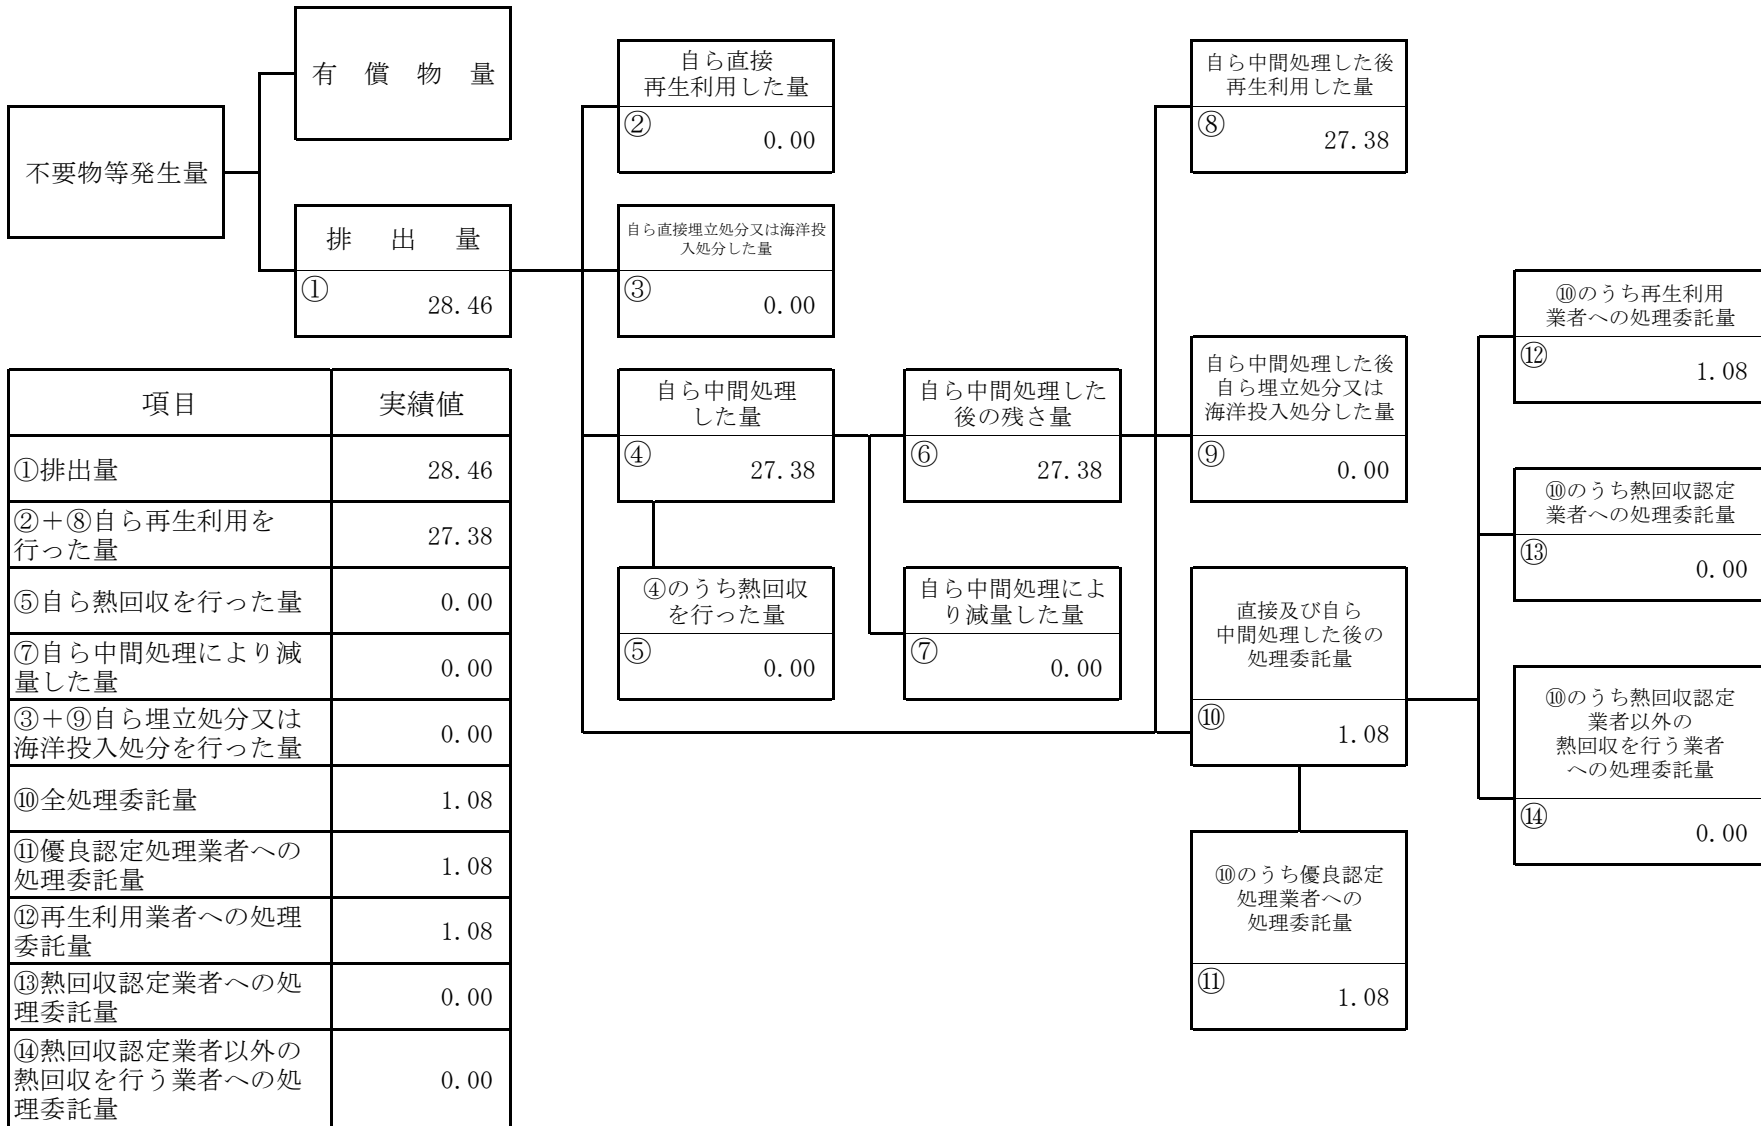 不要物等発生量
有償物量
排出量
①
28.46
自ら直接
再生利用した量
②
0.00
自ら直接埋立処分又は海洋投
入処分した量
③
0.00
自ら中間処理
した量
④
27.38
④のうち熱回収
を行った量
⑤
0.00
自ら中間処理した
後の残さ量
⑥
27.38
自ら中間処理によ
り減量した量
⑦
0.00
自ら中間処理した後
再生利用した量
⑧
27.38
自ら中間処理した後
自ら埋立処分又は
海洋投入処分した量
⑨
0.00
直接及び自ら
中間処理した後の
処理委託量
⑩
1.08
⑩のうち優良認定
処理業者への
処理委託量
⑪
1.08
⑩のうち再生利用
業者への処理委託量
⑫
1.08
⑩のうち熱回収認定
業者への処理委託量
⑬
0.00
⑩のうち熱回収認定
業者以外の
熱回収を行う業者
への処理委託量
⑭
0.00
項目 実績値
①排出量 28.46
②＋⑧自ら再生利用を
行った量 27.38
⑤自ら熱回収を行った量 0.00
⑦自ら中間処理により減
量した量 0.00
③＋⑨自ら埋立処分又は
海洋投入処分を行った量 0.00
⑩全処理委託量 1.08
⑪優良認定処理業者への
処理委託量 1.08
⑫再生利用業者への処理
委託量 1.08
⑬熱回収認定業者への処
理委託量 0.00
⑭熱回収認定業者以外の
熱回収を行う業者への処
理委託量 0.00